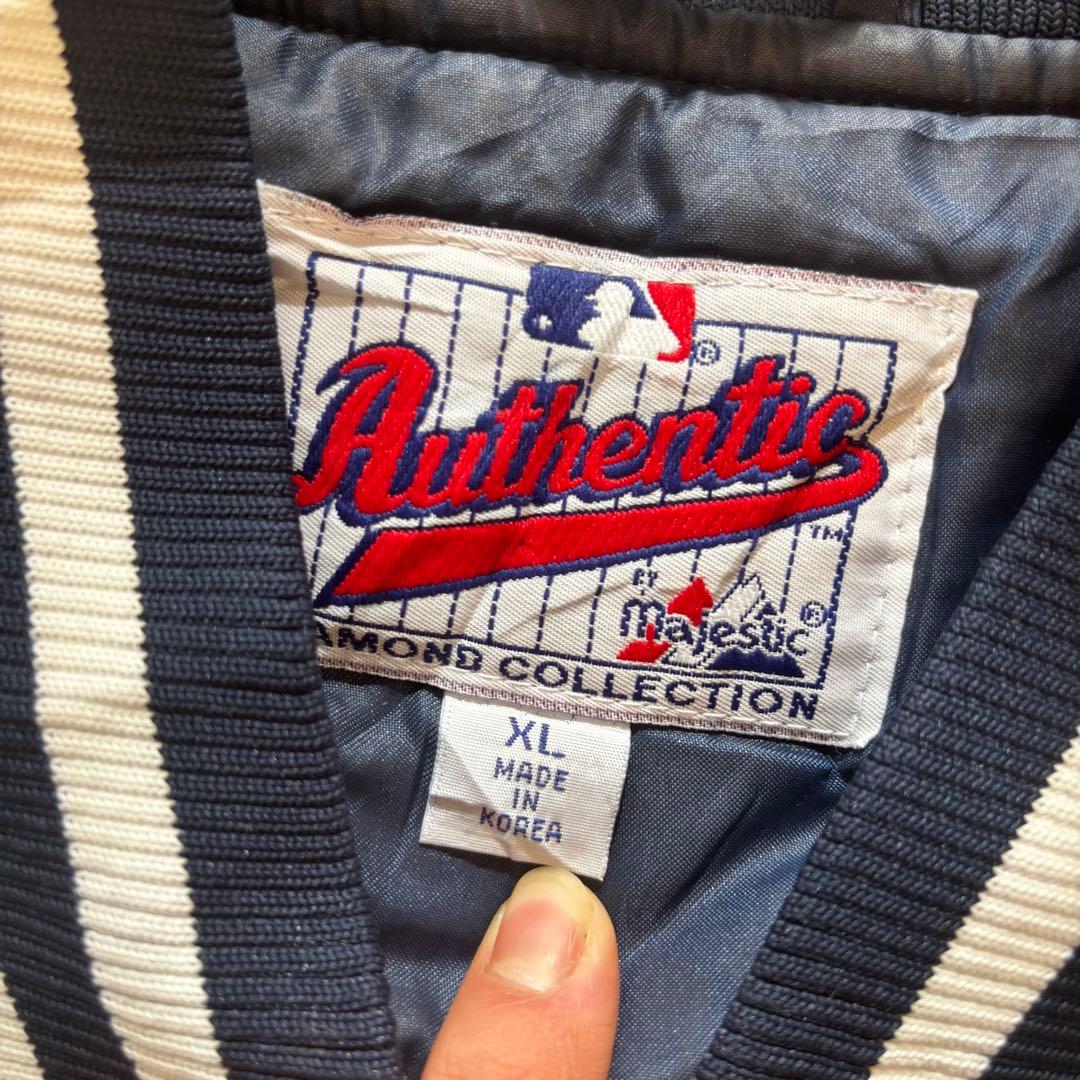 ®
Authentic
TM
BY
majestic ®
AMOND COLLECTION
XL
MADE
IN
KOREA